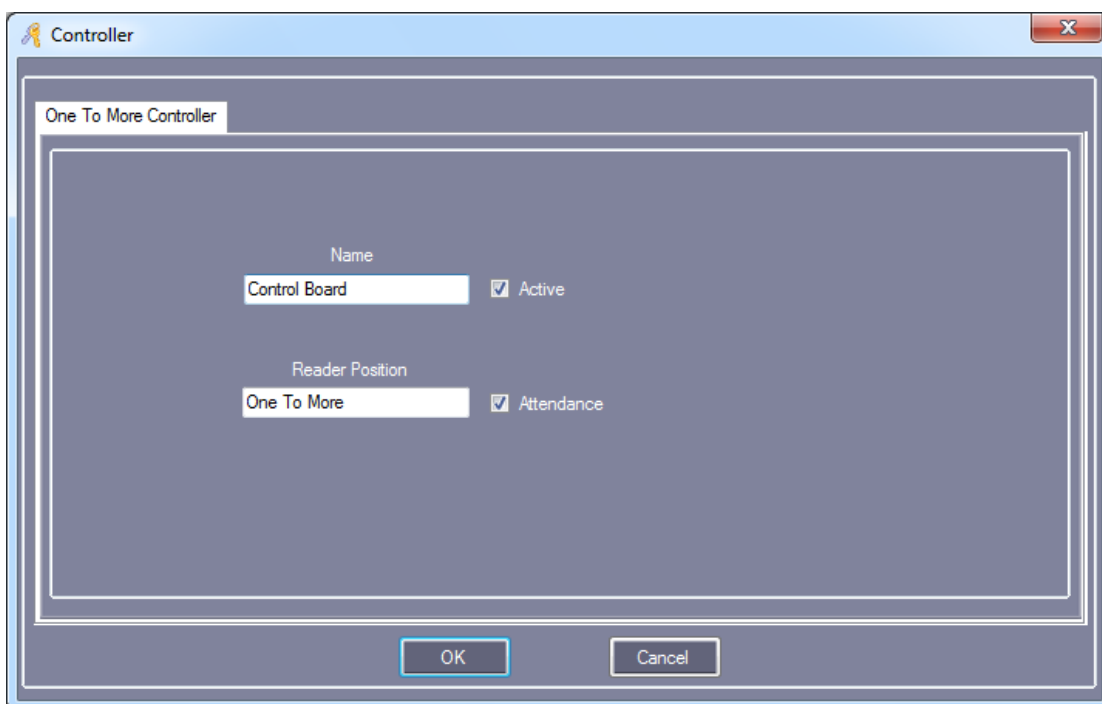 Controller
One To More Controller
Name
Control Board
Active
Reader Position
One To More
Attendance
OK
Cancel